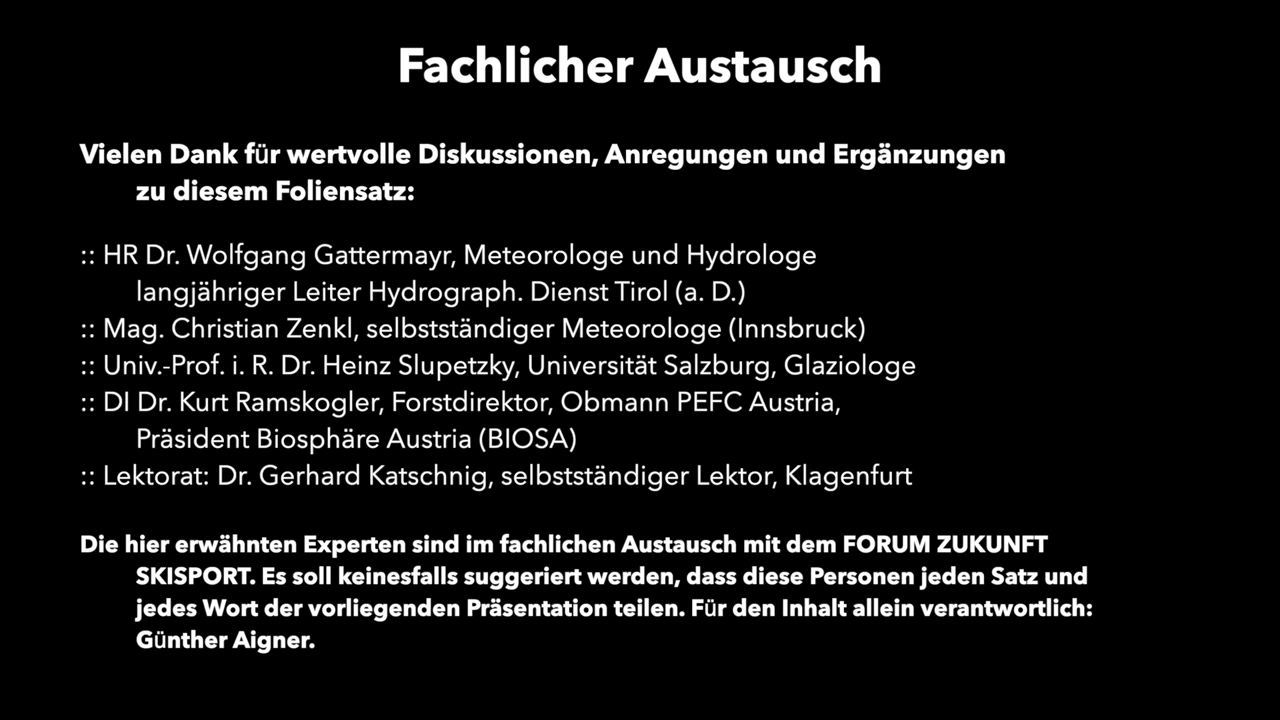 Fachlicher Austausch
Vielen Dank für wertvolle Diskussionen, Anregungen und Ergänzungen
zu diesem Foliensatz:
:: HR Dr. Wolfgang Gattermayr, Meteorologe und Hydrologe
langjähriger Leiter Hydrograph. Dienst Tirol (a. D.)
:: Mag. Christian Zenkl, selbstständiger Meteorologe (Innsbruck)
:: Univ.-Prof. i. R. Dr. Heinz Slupetzky, Universität Salzburg, Glaziologe
:: DI Dr. Kurt Ramskogler, Forstdirektor, Obmann PEFC Austria,
Präsident Biosphäre Austria (BIOSA)
:: Lektorat: Dr. Gerhard Katschnig, selbstständiger Lektor, Klagenfurt
Die hier erwähnten Experten sind im fachlichen Austausch mit dem FORUM ZUKUNFT
SKISPORT. Es soll keinesfalls suggeriert werden, dass diese Personen jeden Satz und
jedes Wort der vorliegenden Präsentation teilen. Für den Inhalt allein verantwortlich:
Günther Aigner.